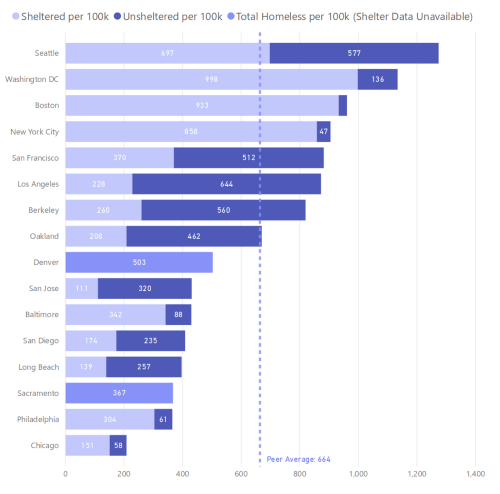 Sheltered per 100k Unsheltered per 100k Total Homeless per 100k (Shelter Data Unavailable)
Seattle 697 577
Washington DC 998 136
Boston 933
New York City 858 47
San Francisco 370 512
Los Angeles 228 644
Berkeley 260 560
Oakland 208 462
Denver 503
San Jose 111 320
Baltimore 342 88
San Diego 174 235
Long Beach 139 257
Sacramento 367
Philadelphia 304 61
Chicago 151 58
Peer Average: 664
0 200 400 600 800 1,000 1,200 1,400